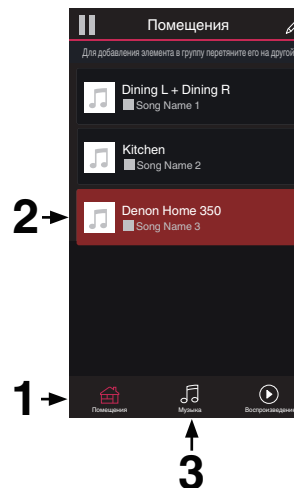 Помещения
Для добавления элемента в группу перетяните его на другой
Dining L + Dining R
Song Name 1
Kitchen
Song Name 2
2
Denon Home 350
Song Name 3
1
Помещения
Музыка
Воспроизведение
3